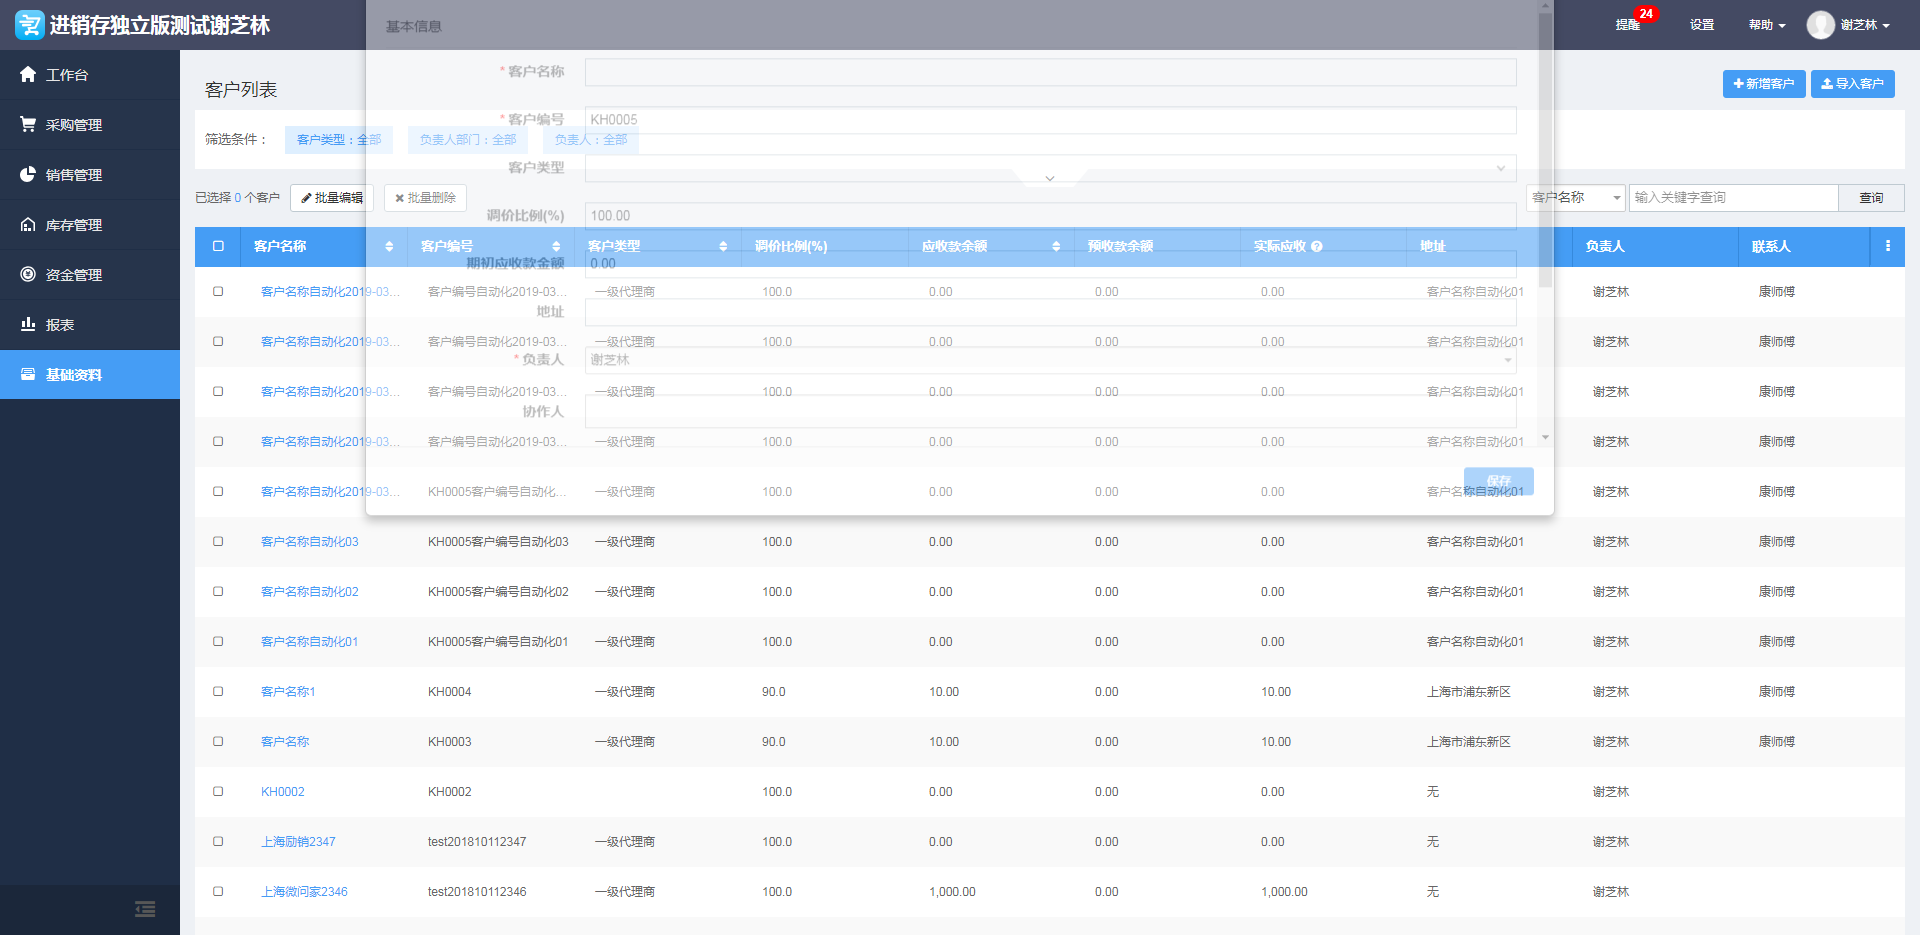 进销存独立版测试谢芝林
提醒 24 设置 帮助 谢芝林
工作台
采购管理
销售管理
库存管理
资金管理
报表
基础资料
客户列表
新增客户 导入客户
筛选条件： 客户类型：全部 负责人部门：全部 负责人：全部
已选择 0 个客户 批量编辑 批量删除 客户名称 输入关键字查询 查询
基本信息
* 客户名称
* 客户编号 KH0005
客户类型
调价比例(%) 100.00
期初应收款金额 0.00
地址
* 负责人 谢芝林
协作人
保存
客户名称 客户编号 客户类型 调价比例(%) 应收款余额 预收款余额 实际应收 地址 负责人 联系人
客户名称自动化2019-03... 客户编号自动化2019-03... 一级代理商 100.0 0.00 0.00 0.00 客户名称自动化01 谢芝林 康师傅
客户名称自动化2019-03... 客户编号自动化2019-03... 一级代理商 100.0 0.00 0.00 0.00 客户名称自动化01 谢芝林 康师傅
客户名称自动化2019-03... 客户编号自动化2019-03... 一级代理商 100.0 0.00 0.00 0.00 客户名称自动化01 谢芝林 康师傅
客户名称自动化2019-03... 客户编号自动化2019-03... 一级代理商 100.0 0.00 0.00 0.00 客户名称自动化01 谢芝林 康师傅
客户名称自动化2019-03... KH0005客户编号自动化... 一级代理商 100.0 0.00 0.00 0.00 客户名称自动化01 谢芝林 康师傅
客户名称自动化03 KH0005客户编号自动化03 一级代理商 100.0 0.00 0.00 0.00 客户名称自动化01 谢芝林 康师傅
客户名称自动化02 KH0005客户编号自动化02 一级代理商 100.0 0.00 0.00 0.00 客户名称自动化01 谢芝林 康师傅
客户名称自动化01 KH0005客户编号自动化01 一级代理商 100.0 0.00 0.00 0.00 客户名称自动化01 谢芝林 康师傅
客户名称1 KH0004 一级代理商 90.0 10.00 0.00 10.00 上海市浦东新区 谢芝林 康师傅
客户名称 KH0003 一级代理商 90.0 10.00 0.00 10.00 上海市浦东新区 谢芝林 康师傅
KH0002 KH0002 100.0 0.00 0.00 0.00 无 谢芝林
上海励销2347 test201810112347 一级代理商 100.0 0.00 0.00 0.00 无 谢芝林
上海微问家2346 test201810112346 一级代理商 100.0 1,000.00 0.00 1,000.00 无 谢芝林